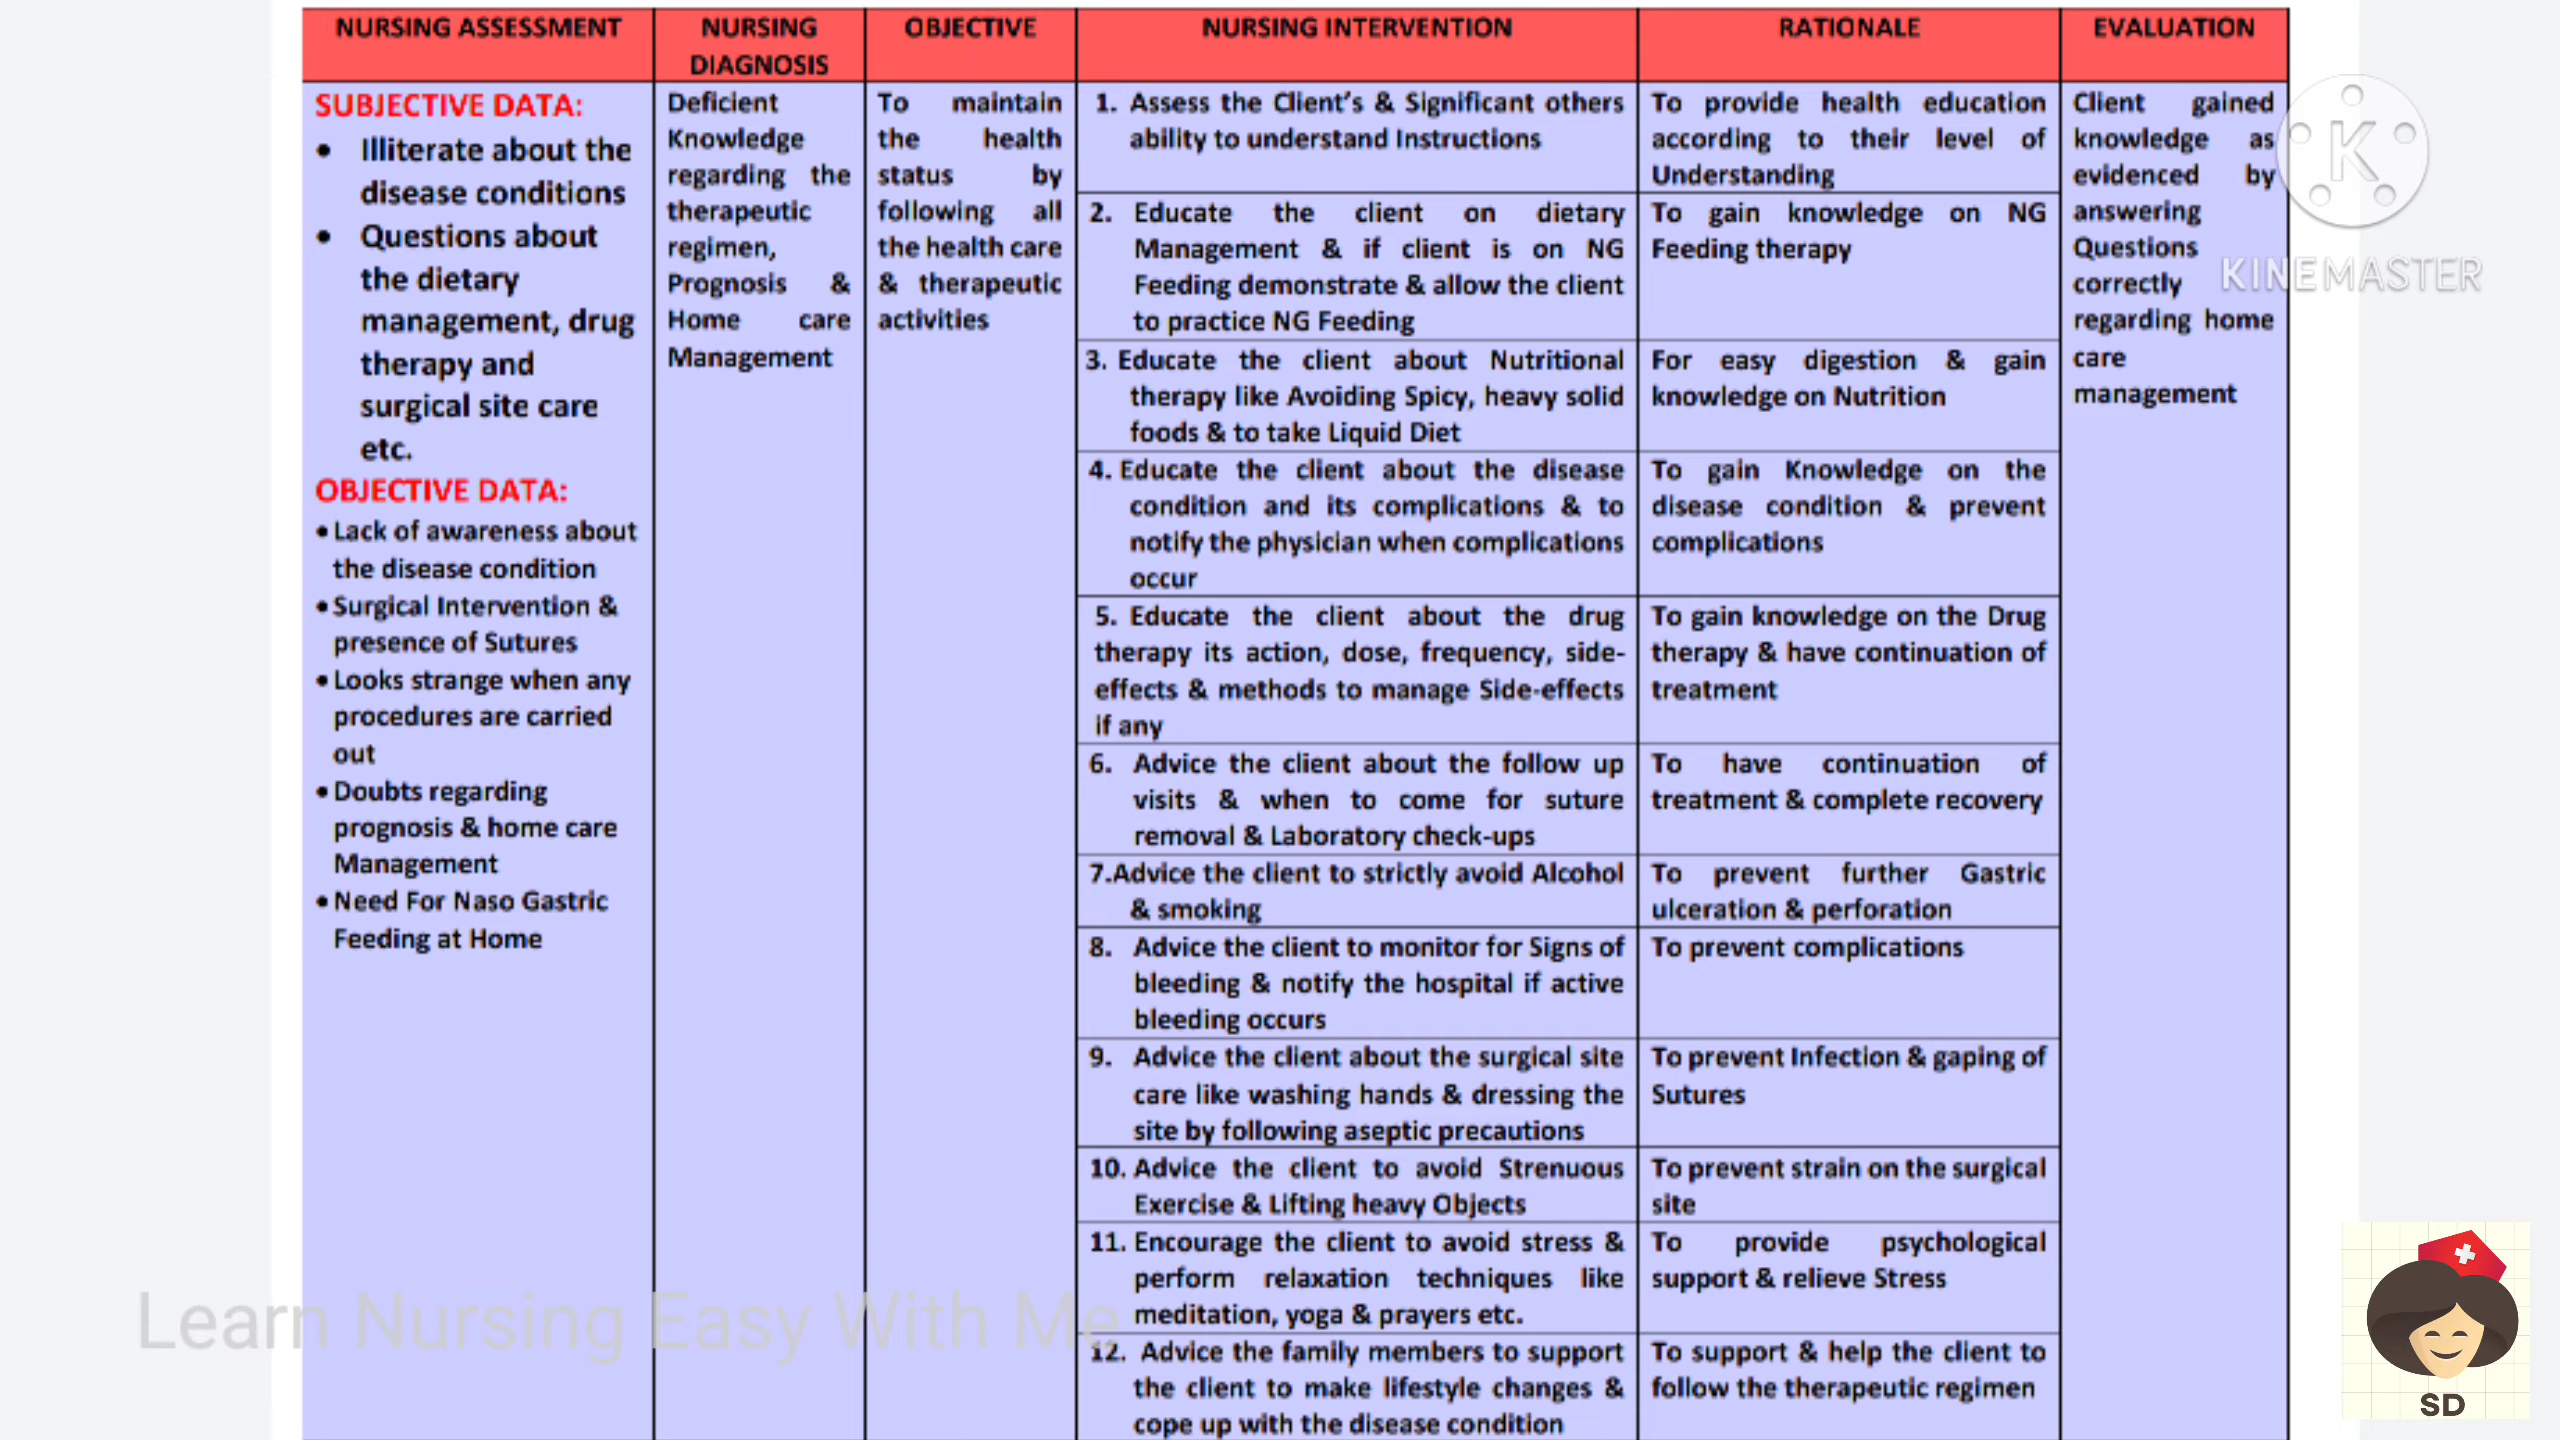 NURSING ASSESSMENT
NURSING
DIAGNOSIS
OBJECTIVE
NURSING INTERVENTION
RATIONALE
EVALUATION
SUBJECTIVE DATA:
• Illiterate about the
disease conditions
• Questions about
the dietary
management, drug
therapy and
surgical site care
etc.
OBJECTIVE DATA:
• Lack of awareness about
the disease condition
• Surgical Intervention &
presence of Sutures
• Looks strange when any
procedures are carried
out
• Doubts regarding
prognosis & home care
Management
• Need For Naso Gastric
Feeding at Home
Deficient
Knowledge
regarding the
therapeutic
regimen,
Prognosis &
Home care
Management
To maintain
the health
status by
following all
the health care
& therapeutic
activities
1. Assess the Client's & Significant others
ability to understand Instructions
To provide health education
according to their level of
Understanding
2. Educate the client on dietary
Management & if client is on NG
Feeding demonstrate & allow the client
to practice NG Feeding
To gain knowledge on NG
Feeding therapy
3. Educate the client about Nutritional
therapy like Avoiding Spicy, heavy solid
foods & to take Liquid Diet
For easy digestion & gain
knowledge on Nutrition
4. Educate the client about the disease
condition and its complications & to
notify the physician when complications
occur
To gain Knowledge on the
disease condition & prevent
complications
5. Educate the client about the drug
therapy its action, dose, frequency, side-
effects & methods to manage Side-effects
if any
To gain knowledge on the Drug
therapy & have continuation of
treatment
6. Advice the client about the follow up
visits & when to come for suture
removal & Laboratory check-ups
To have continuation of
treatment & complete recovery
7.Advice the client to strictly avoid Alcohol
& smoking
To prevent further Gastric
ulceration & perforation
8. Advice the client to monitor for Signs of
bleeding & notify the hospital if active
bleeding occurs
To prevent complications
9. Advice the client about the surgical site
care like washing hands & dressing the
site by following aseptic precautions
To prevent Infection & gaping of
Sutures
10. Advice the client to avoid Strenuous
Exercise & Lifting heavy Objects
To prevent strain on the surgical
site
11. Encourage the client to avoid stress &
perform relaxation techniques like
meditation, yoga & prayers etc.
To provide psychological
support & relieve Stress
12. Advice the family members to support
the client to make lifestyle changes &
cope up with the disease condition
To support & help the client to
follow the therapeutic regimen
Client gained
knowledge as
evidenced by
answering
Questions
correctly
regarding home
care
management
K
KINEMASTER
Learn Nursing Easy With Me
SD